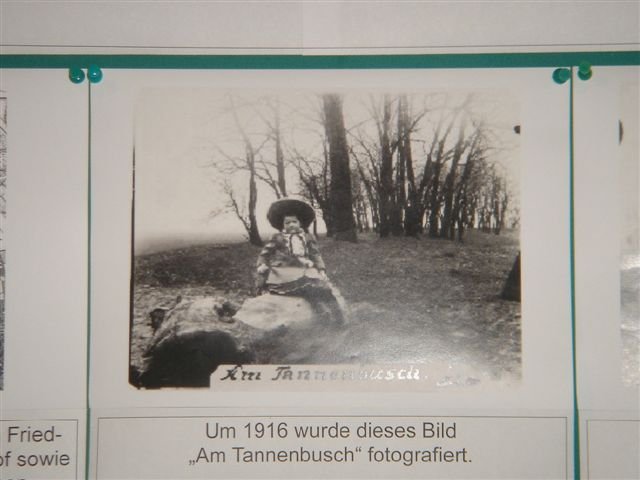 Am Tannenbusch.
Fried-
of sowie
Um 1916 wurde dieses Bild
„Am Tannenbusch“ fotografiert.